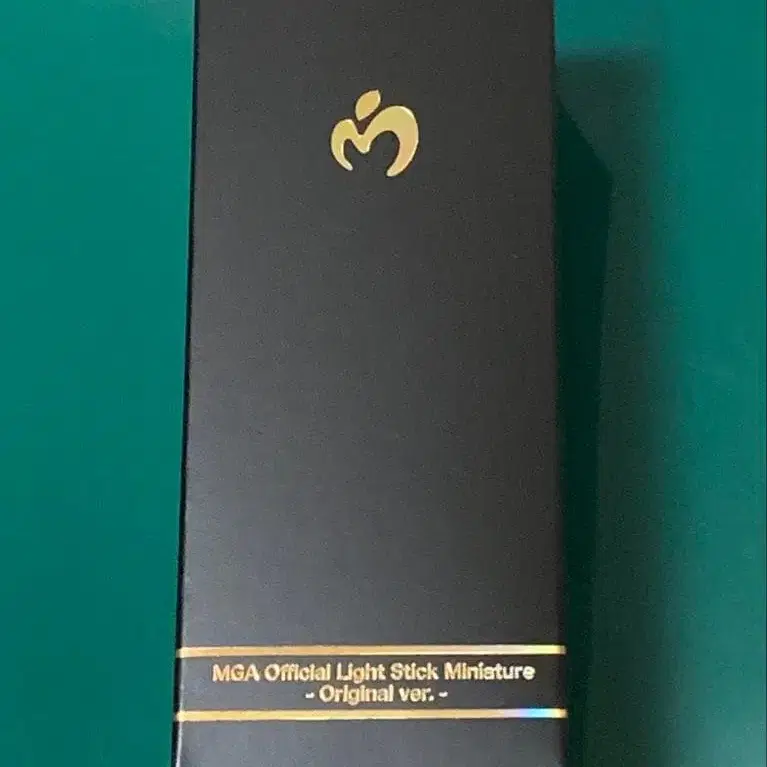 MGA Official Light Stick Miniature
- Original ver. -